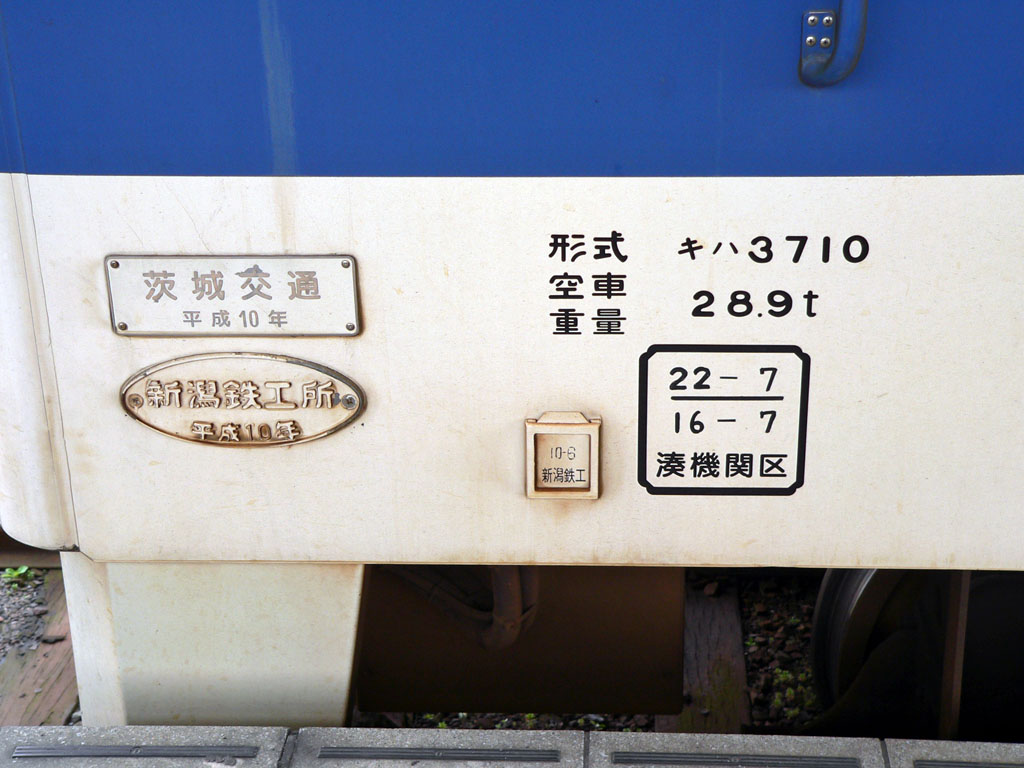 茨城交通
平成10年
新潟鉄工所
平成10年
形式 キハ3710
空車 28.9t
重量
10-6
新潟鉄工
22-7
16-7
湊機関区